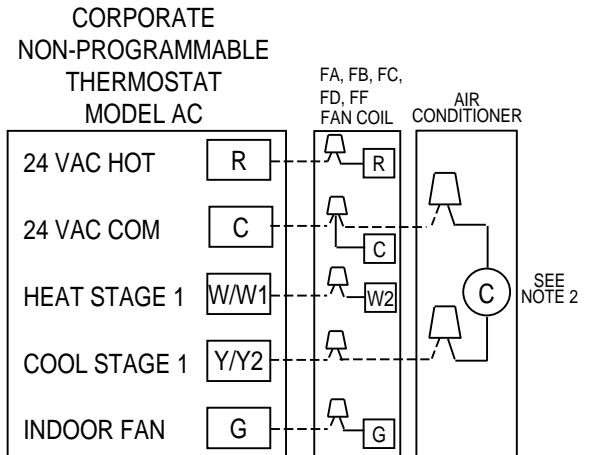 CORPORATE
NON-PROGRAMMABLE
THERMOSTAT
MODEL AC
FA, FB, FC,
FD, FF
FAN COIL
AIR
CONDITIONER
24 VAC HOT R R
24 VAC COM C C
HEAT STAGE 1 W/W1 W2
C SEE
NOTE 2
COOL STAGE 1 Y/Y2
INDOOR FAN G G